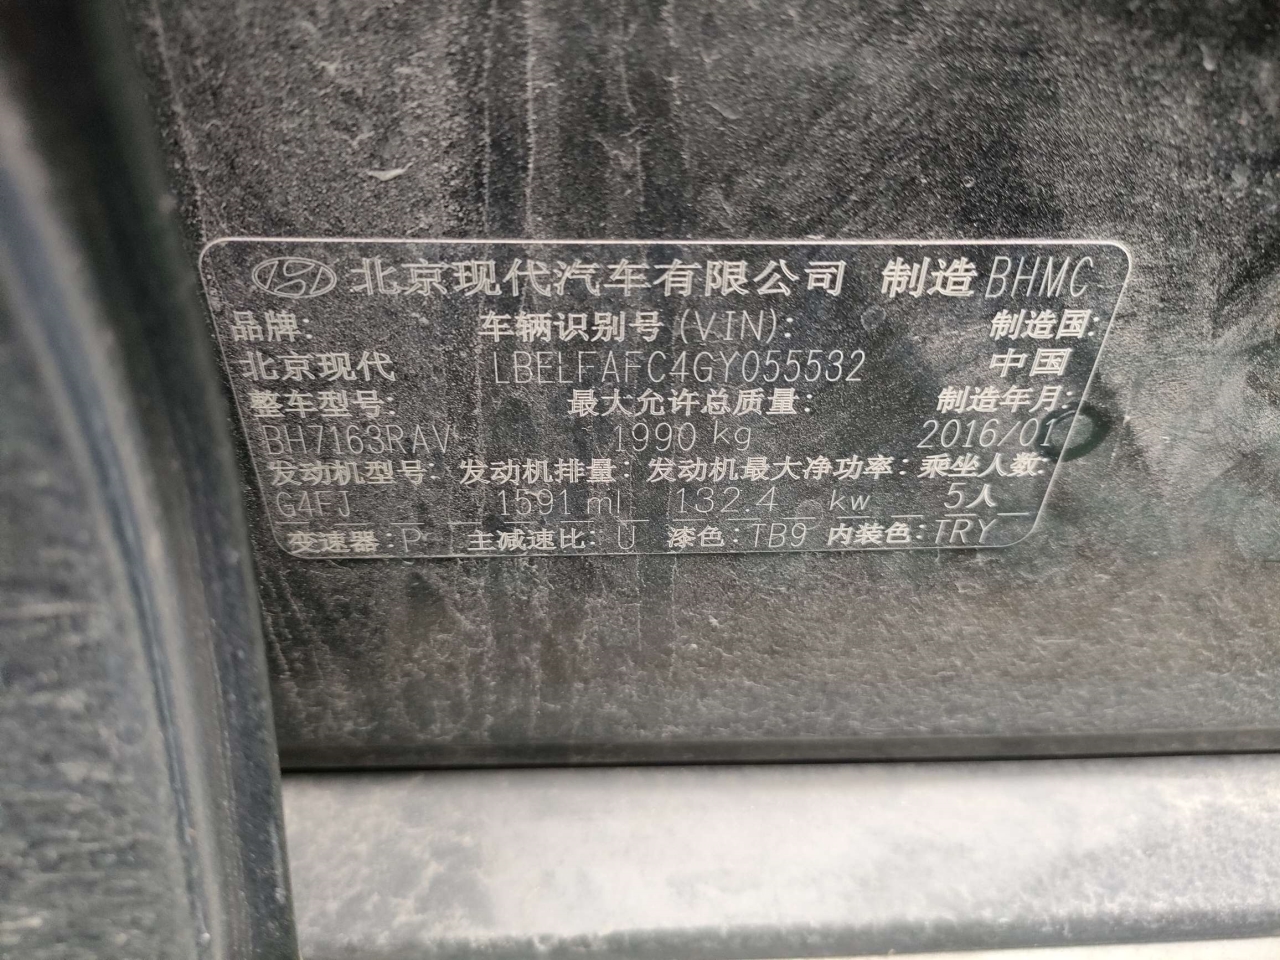 北京现代汽车有限公司 制造 BHMC
品牌: 车辆识别号(VIN): 制造国:
北京现代 LBELFAFC4GY055532 中国
整车型号: 最大允许总质量: 制造年月:
BH7163RAV 1990 kg 2016/01
发动机型号: 发动机排量: 发动机最大净功率: 乘坐人数:
G4FJ 1591 ml 132.4 kw 5人
变速器: P 主减速比: U 漆色: TB9 内装色: TRY